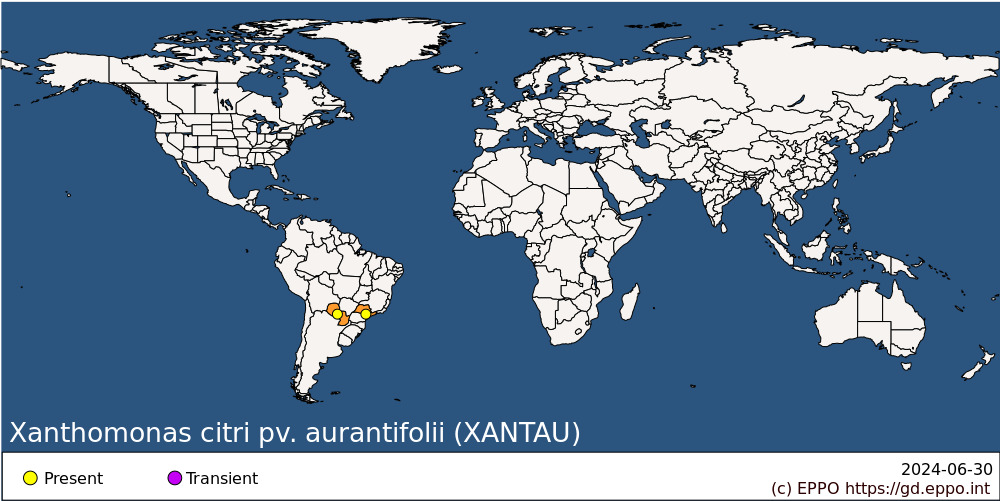 Xanthomonas citri pv. aurantifolii (XANTAU)
Present
Transient
2024-06-30
(c) EPPO https://gd.eppo.int